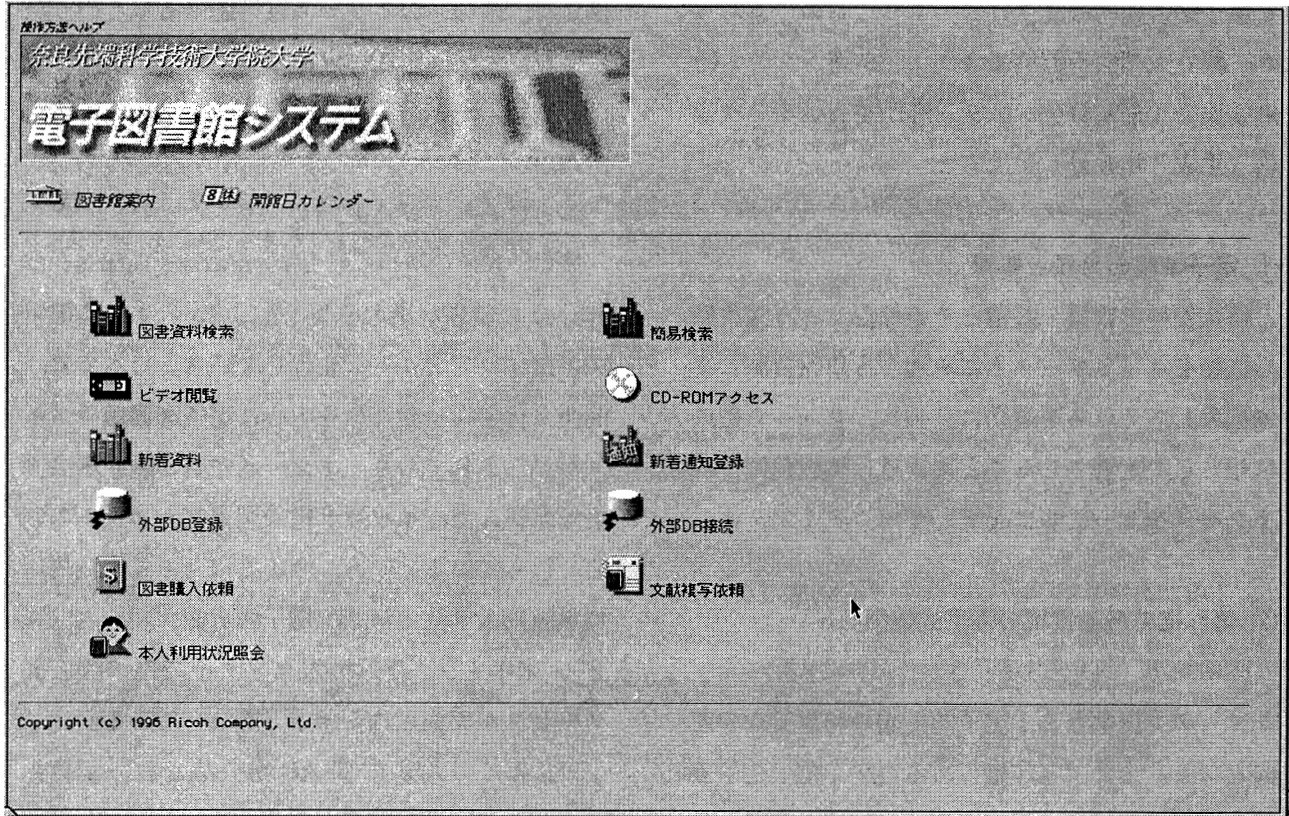 操作方法ヘルプ
奈良先端科学技術大学院大学
電子図書館システム
図書館案内 8休 開館日カレンダー
図書資料検索 簡易検索
ビデオ閲覧 CD-ROMアクセス
新着資料 新着通知登録
外部DB登録 外部DB接続
$ 図書購入依頼 文献複写依頼
本人利用状況照会
Copyright (c) 1996 Ricoh Company, Ltd.